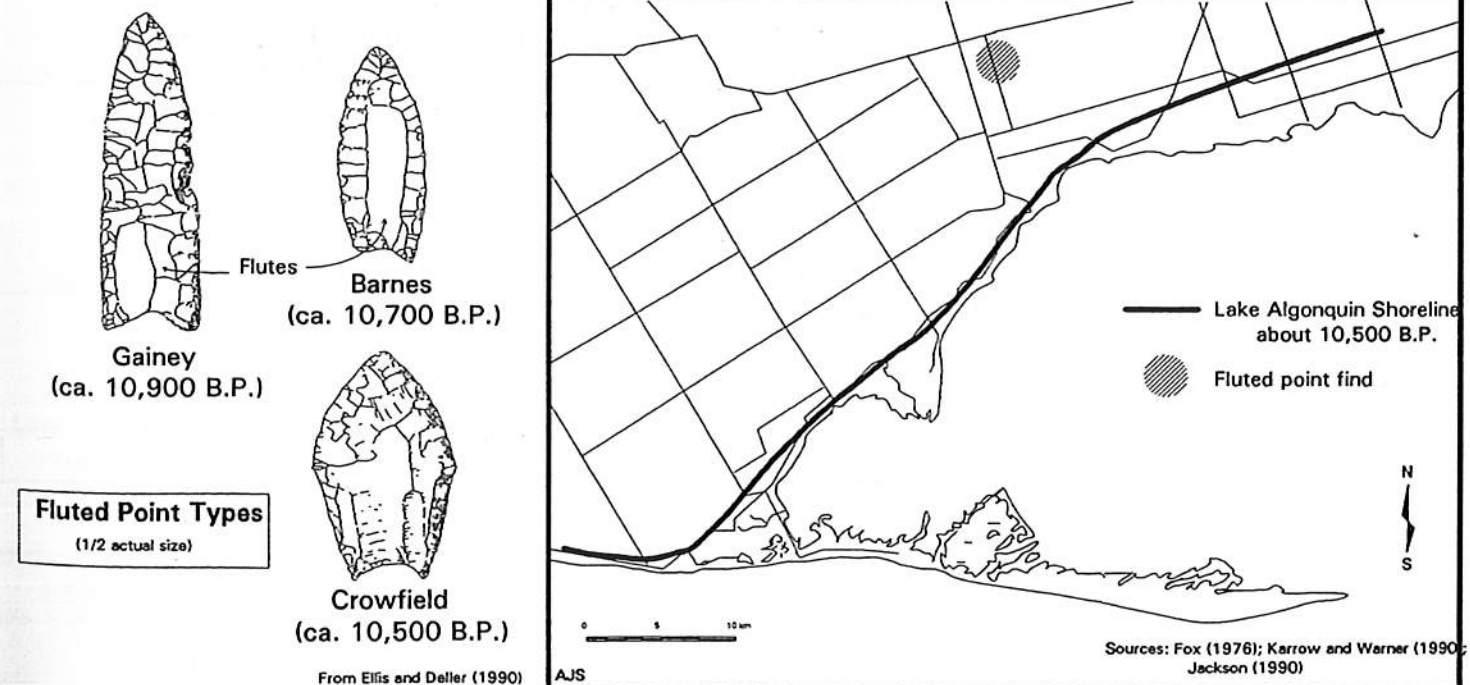 Flutes
Barnes
(ca. 10,700 B.P.)
Gainey
(ca. 10,900 B.P.)
Fluted Point Types
(1/2 actual size)
Crowfield
(ca. 10,500 B.P.)
From Ellis and Deller (1990)
Lake Algonquin Shoreline
about 10,500 B.P.
Fluted point find
N
S
0 5 10 km
AJS
Sources: Fox (1976); Karrow and Warner (1990);
Jackson (1990)